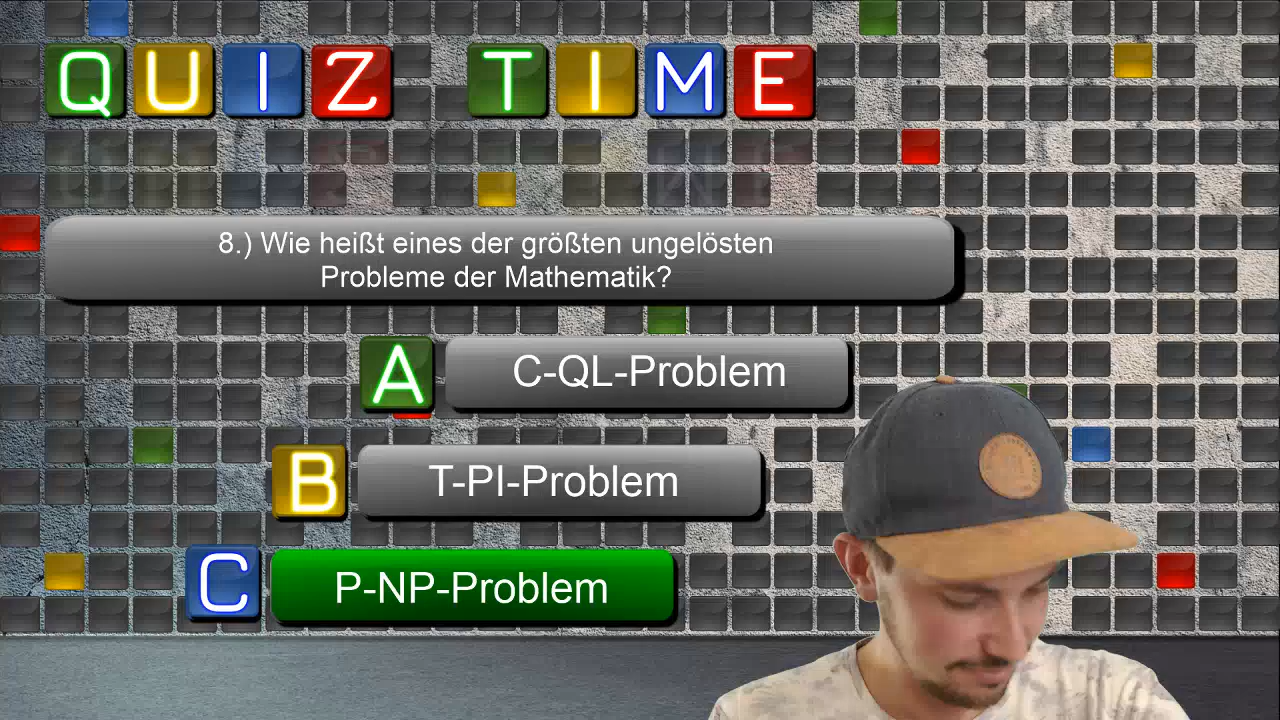 QUIZ TIME
8.) Wie heißt eines der größten ungelösten
Probleme der Mathematik?
A C-QL-Problem
B T-PI-Problem
C P-NP-Problem